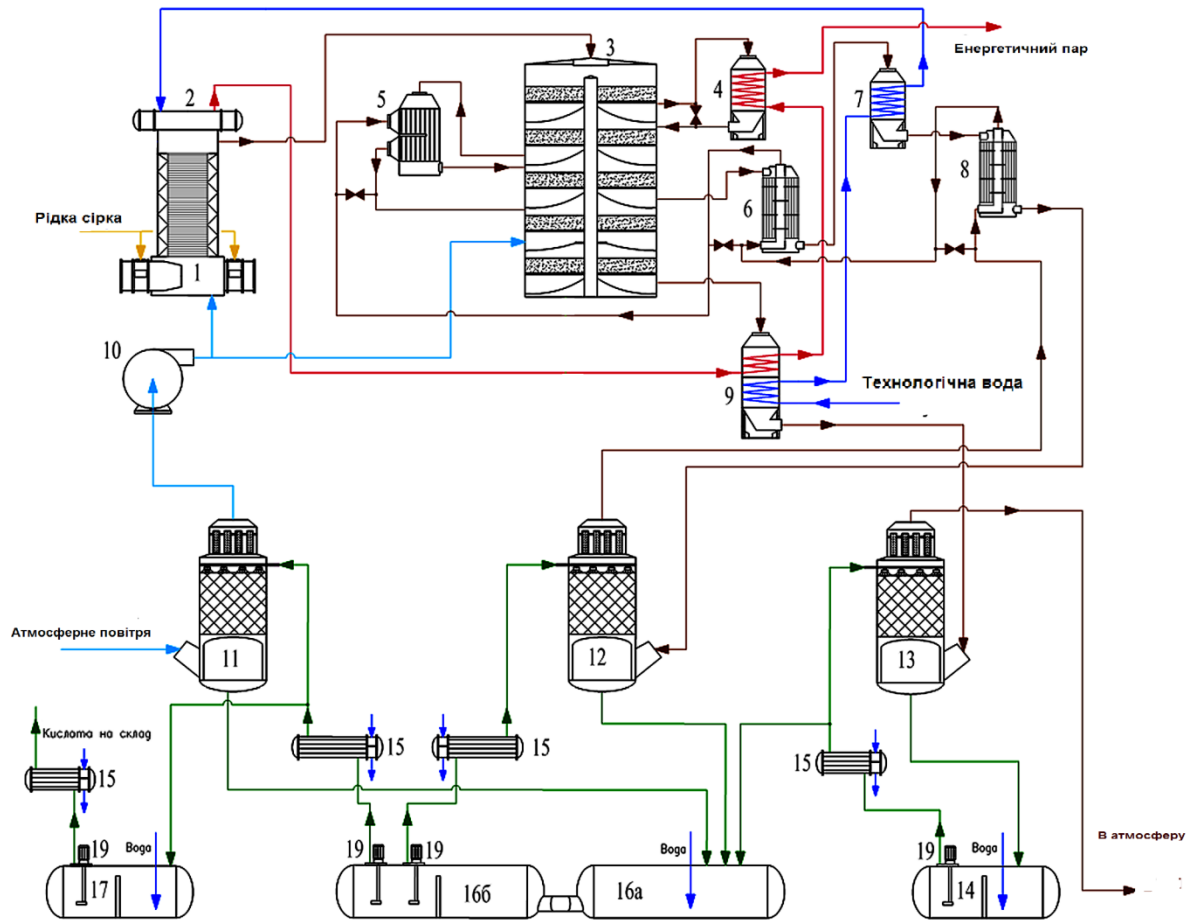 3
Енергетичний пар
2
5
4
7
8
6
Рідка сірка
1
10
9
Технологічна вода
Атмосферне повітря
11
12
13
Кислота на склад
15
15
15
15
В атмосферу
19
Вода
19
19
Вода
19
Вода
17
16б
16а
14